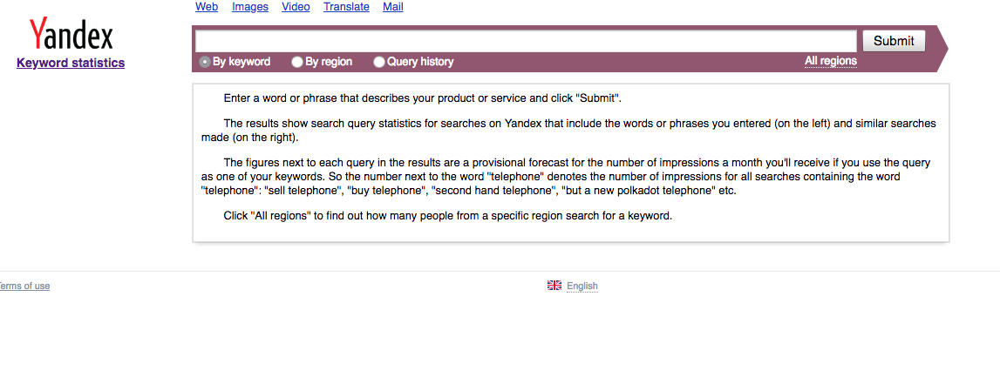 Web Images Video Translate Mail
Yandex
Keyword statistics
Submit
By keyword By region Query history All regions
Enter a word or phrase that describes your product or service and click "Submit".
The results show search query statistics for searches on Yandex that include the words or phrases you entered (on the left) and similar searches
made (on the right).
The figures next to each query in the results are a provisional forecast for the number of impressions a month you'll receive if you use the query
as one of your keywords. So the number next to the word "telephone" denotes the number of impressions for all searches containing the word
"telephone": "sell telephone", "buy telephone", "second hand telephone", "but a new polkadot telephone" etc.
Click "All regions" to find out how many people from a specific region search for a keyword.
Terms of use English